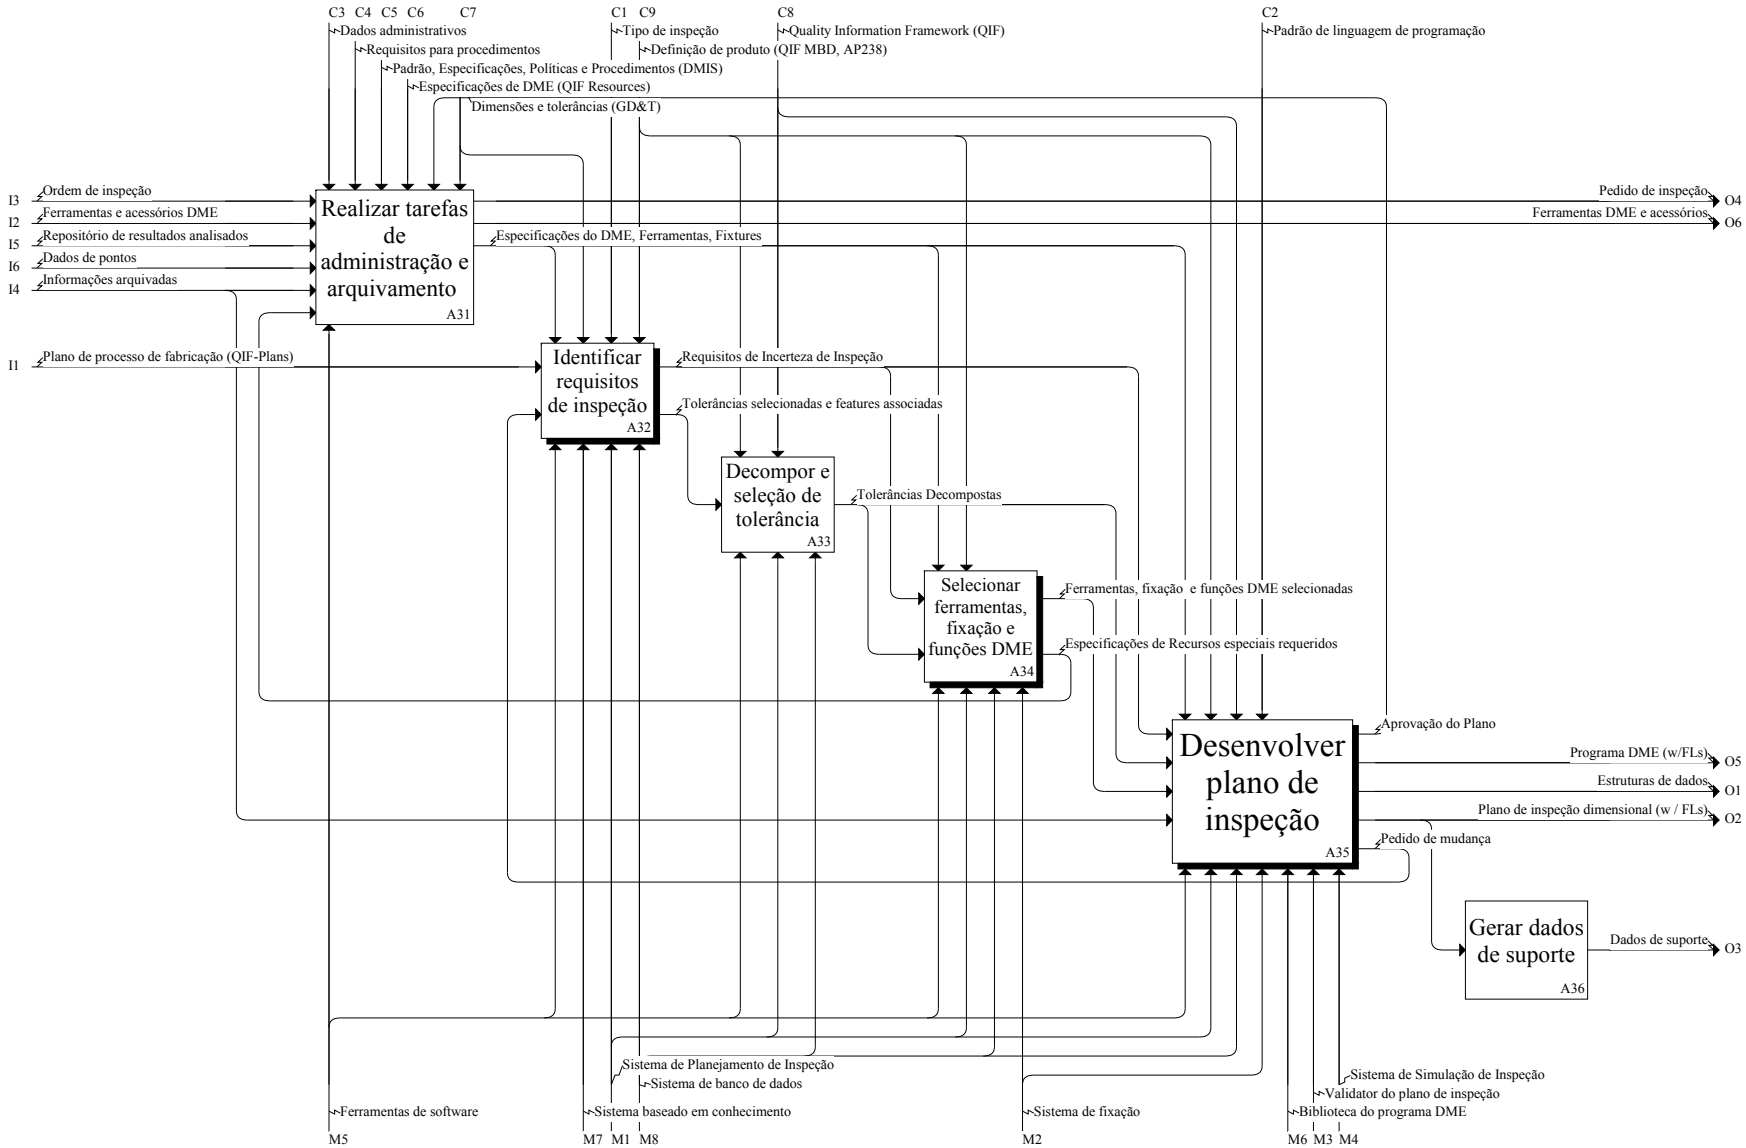 C3
C4
C5
C6
C7
C1
C9
C8
C2
Dados administrativos
Tipo de inspeção
Quality Information Framework (QIF)
Padrão de linguagem de programação
Requisitos para procedimentos
Definição de produto (QIF MBD, AP238)
Padrão, Especificações, Políticas e Procedimentos (DMIS)
Especificações de DME (QIF Resources)
Dimensões e tolerâncias (GD&T)
I3
Ordem de inspeção
I2
Ferramentas e acessórios DME
I5
Repositório de resultados analisados
I6
Dados de pontos
I4
Informações arquivadas
Realizar tarefas
de
administração e
arquivamento
A31
Pedido de inspeção
O4
Ferramentas DME e acessórios
O6
Especificações do DME, Ferramentas, Fixtures
I1
Plano de processo de fabricação (QIF-Plans)
Identificar
requisitos
de inspeção
A32
Requisitos de Incerteza de Inspeção
Tolerâncias selecionadas e features associadas
Decompor e
seleção de
tolerância
A33
Tolerâncias Decompostas
Selecionar
ferramentas,
fixação e
funções DME
A34
Ferramentas, fixação e funções DME selecionadas
Especificações de Recursos especiais requeridos
Desenvolver
plano de
inspeção
A35
Aprovação do Plano
Programa DME (w/FLs)
O5
Estruturas de dados
O1
Plano de inspeção dimensional (w / FLs)
O2
Pedido de mudança
Gerar dados
de suporte
A36
Dados de suporte
O3
Sistema de Planejamento de Inspeção
Sistema de banco de dados
Sistema de Simulação de Inspeção
Validator do plano de inspeção
Ferramentas de software
Sistema baseado em conhecimento
Sistema de fixação
Biblioteca do programa DME
M5
M7
M1
M8
M2
M6
M3
M4